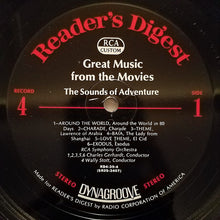 Reader's Digest
RCA
CUSTOM
Great Music
from the Movies
RECORD
4
SIDE
1
The Sounds of Adventure
1-AROUND THE WORLD, Around the World in 80
Days 2-CHARADE, Charade 3-THEME,
Lawrence of Arabia 4-RAIA, The Lady from
Shanghai 5-LOVE THEME, El Cid
6-EXODUS, Exodus
RCA Symphony Orchestra
1,2,3,5,6 Charles Gerhardt, Conductor
4 Wally Stott, Conductor
STEREO
STEREO
DYNAGROOVE
Made for READER'S DIGEST by RADIO CORPORATION OF AMERICA